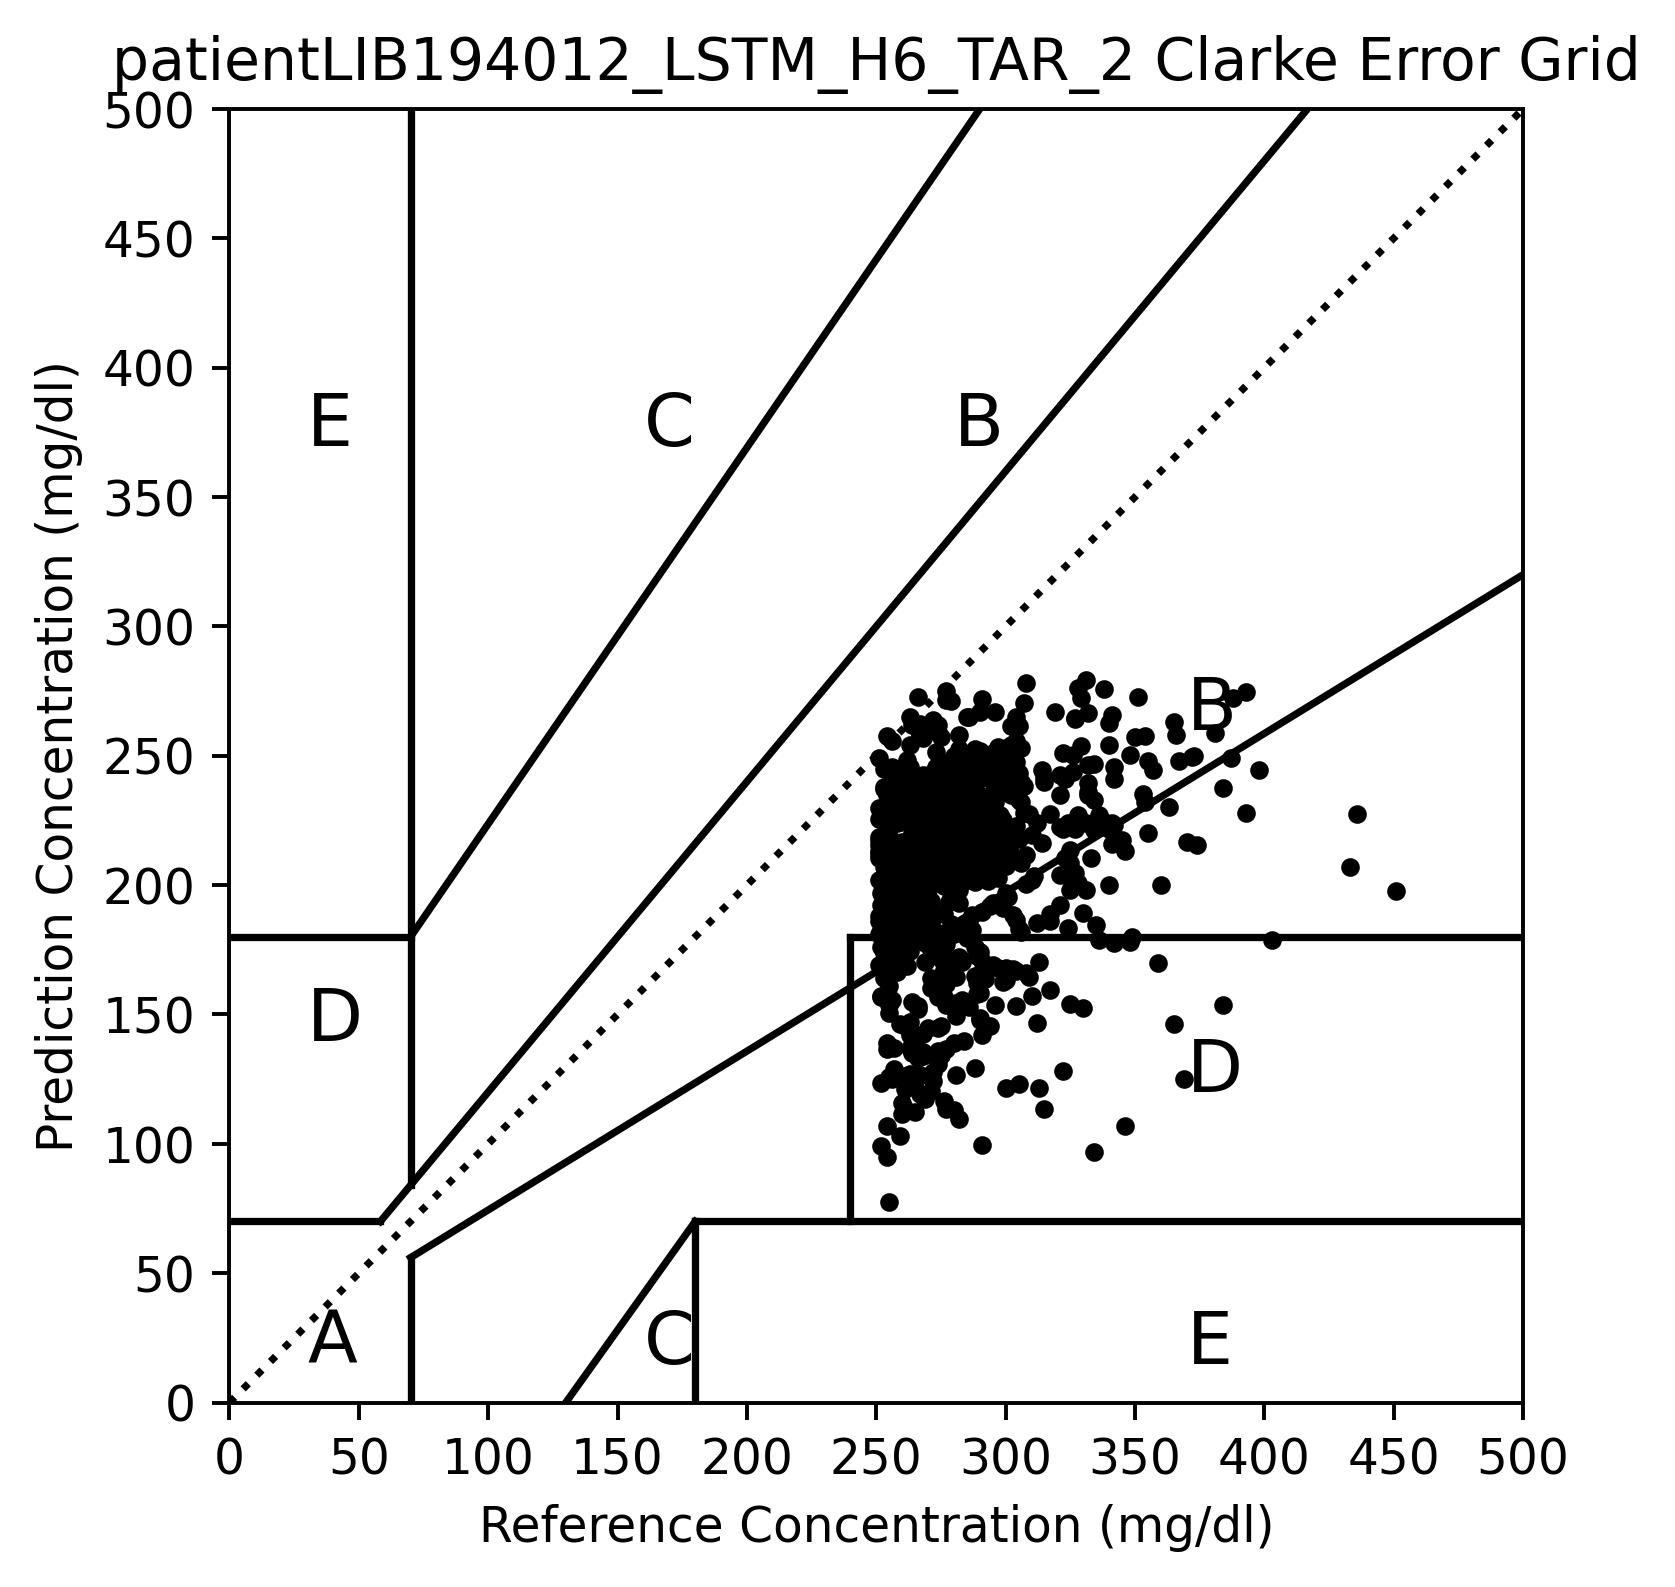 patientLIB194012_LSTM_H6_TAR_2 Clarke Error Grid
500
450
400
350
300
250
200
150
100
50
0
Prediction Concentration (mg/dl)
E
C
B
B
D
D
A
C
E
0 50 100 150 200 250 300 350 400 450 500
Reference Concentration (mg/dl)